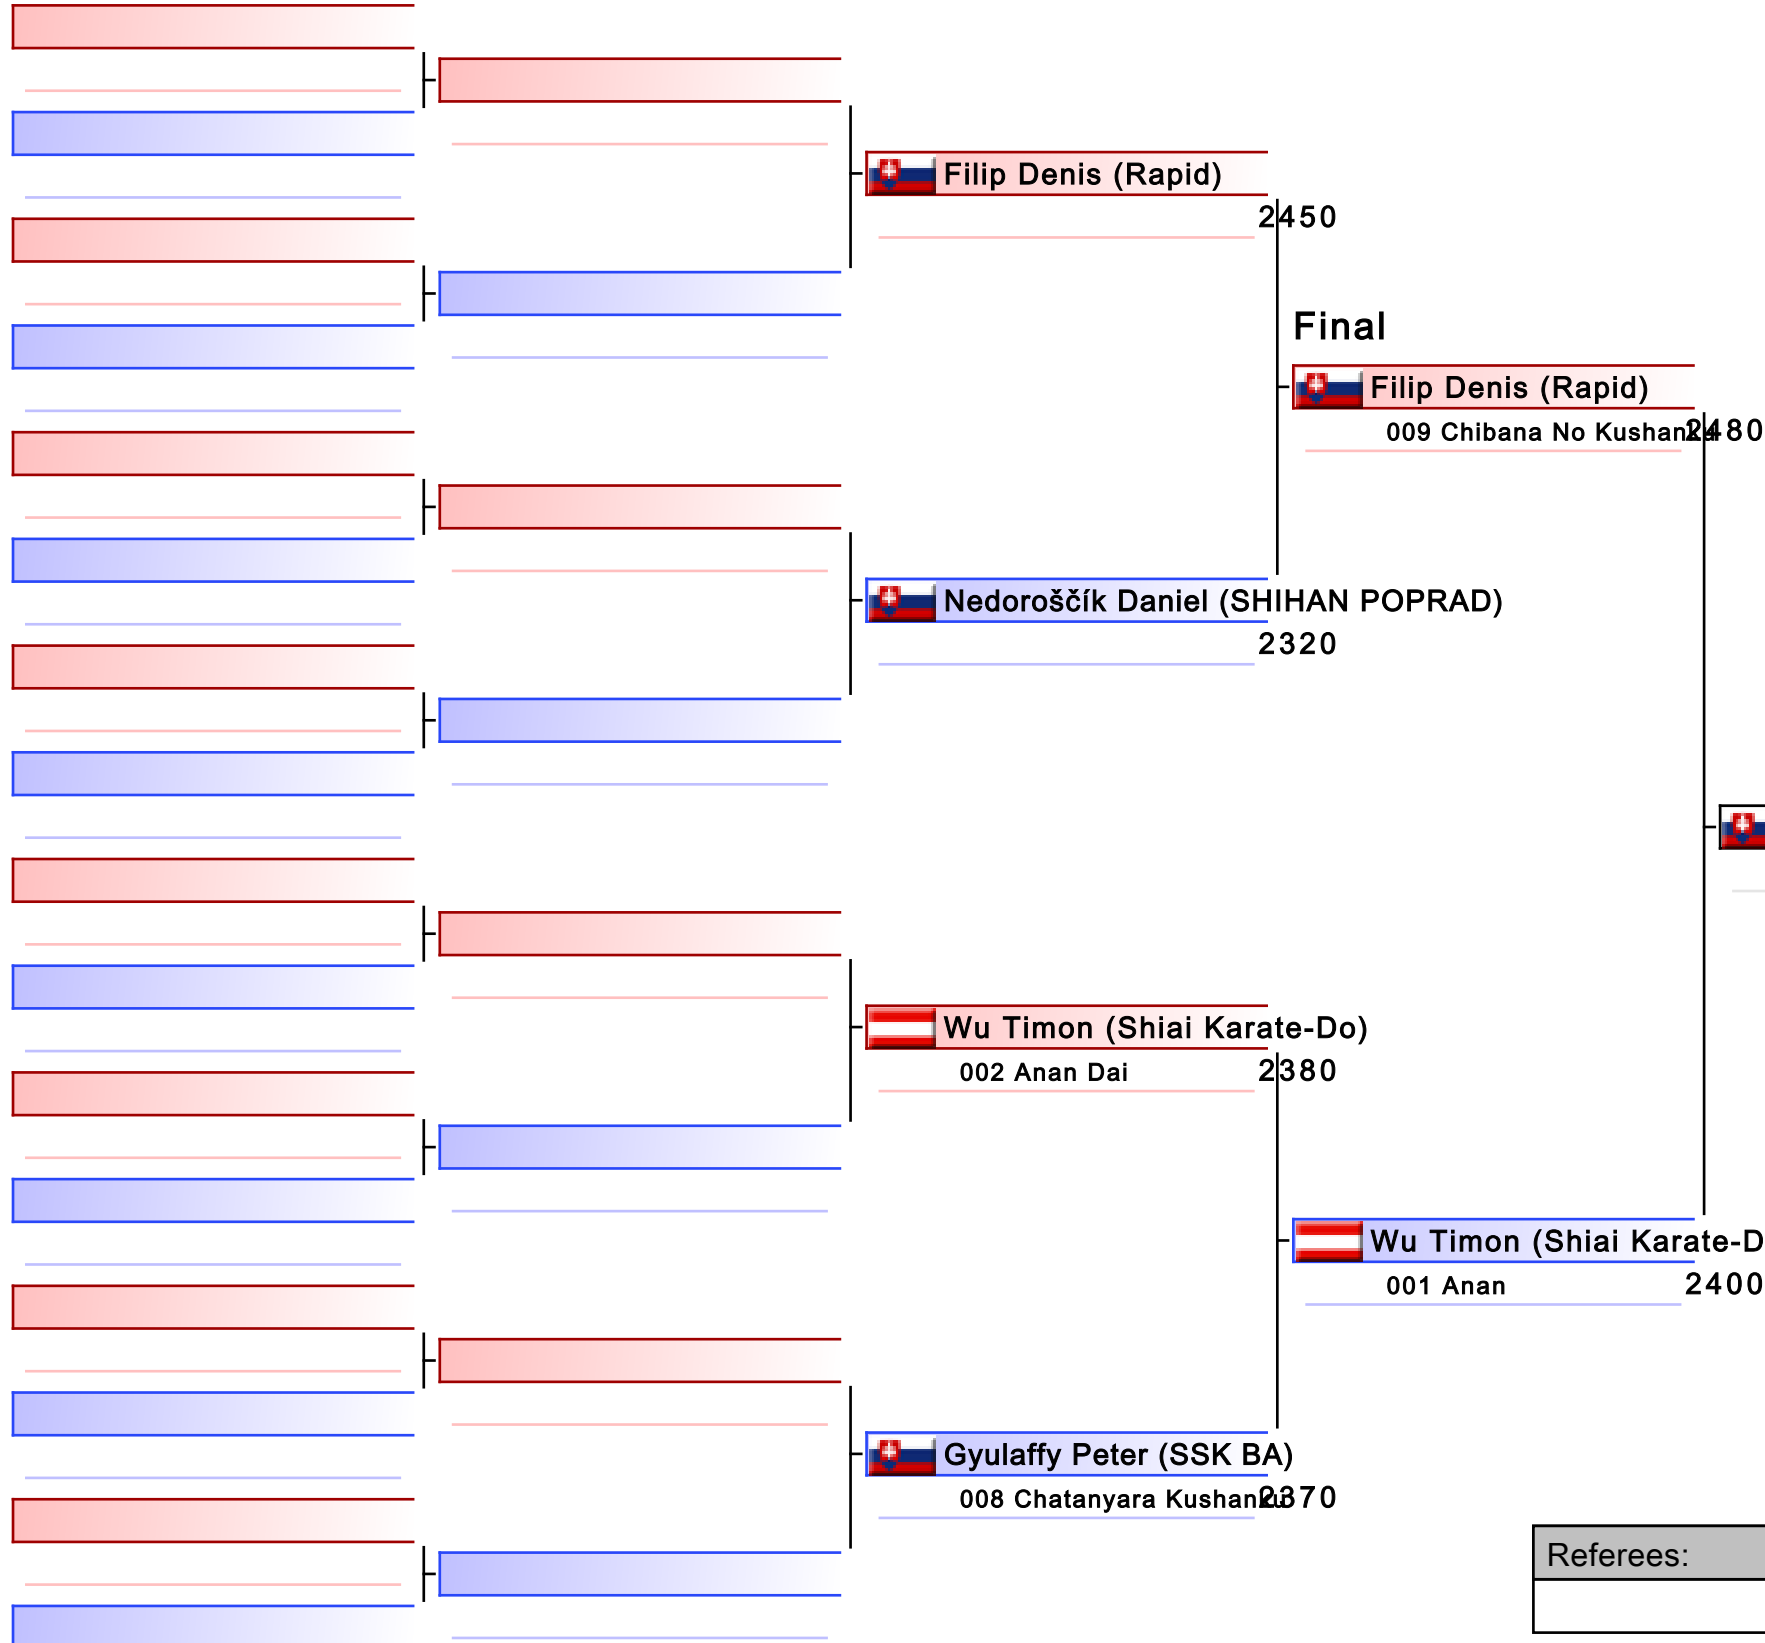 Filip Denis (Rapid)
2450
Final
Filip Denis (Rapid)
009 Chibana No Kushanku 2480
Nedoroščík Daniel (SHIHAN POPRAD)
2320
Wu Timon (Shiai Karate-Do)
002 Anan Dai 2380
Wu Timon (Shiai Karate-D
001 Anan 2400
Gyulaffy Peter (SSK BA)
008 Chatanyara Kushanku 2370
Referees: